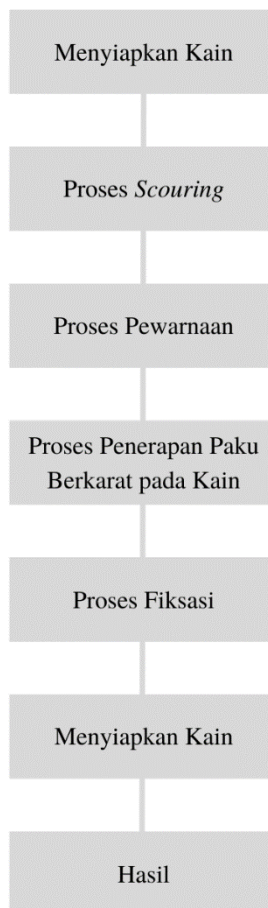 Menyiapkan Kain
Proses Scouring
Proses Pewarnaan
Proses Penerapan Paku
Berkarat pada Kain
Proses Fiksasi
Menyiapkan Kain
Hasil